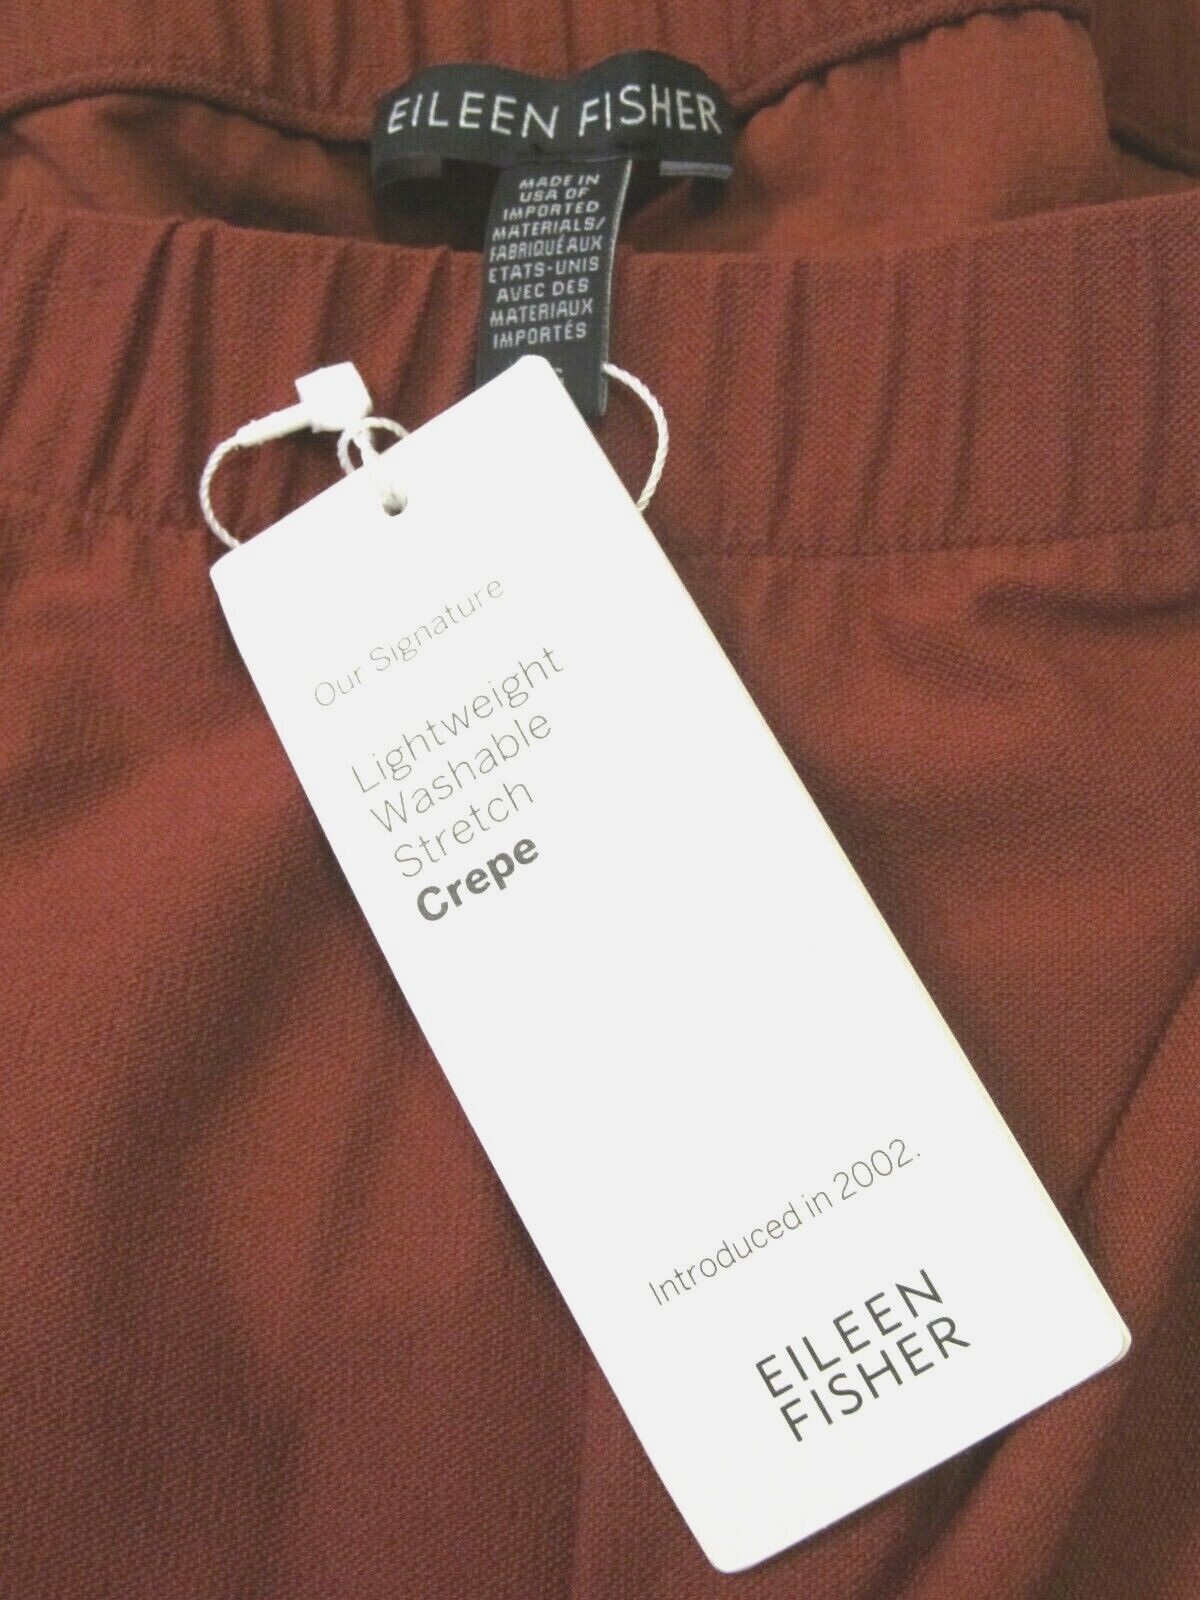 EILEEN FISHER
MADE IN
USA OF
IMPORTED
MATERIALS/
FABRIQUÉ AUX
ETATS-UNIS
AVEC DES
MATERIAUX
IMPORTÉS
Our Signature
Lightweight
Washable
Stretch
Crepe
Introduced in 2002.
EILEEN
FISHER